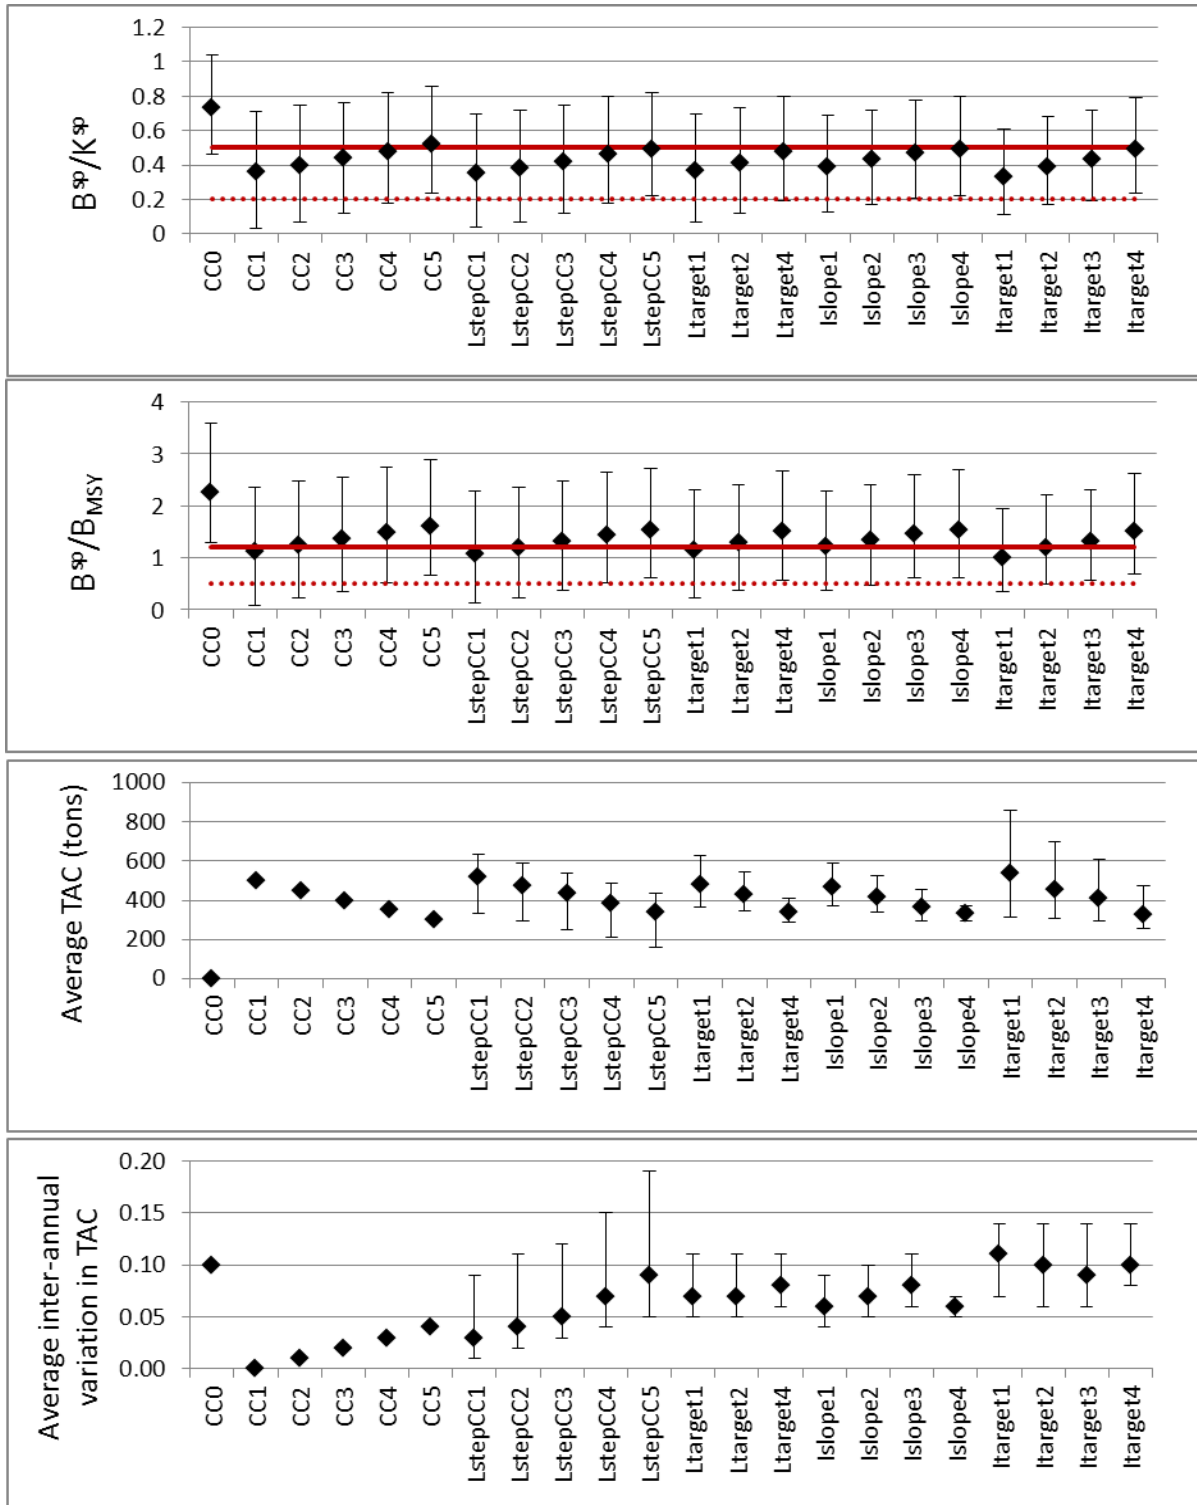 Bsp/Ksp
1.2
1
0.8
0.6
0.4
0.2
0
CC0 CC1 CC2 CC3 CC4 CC5 LstepCC1 LstepCC2 LstepCC3 LstepCC4 LstepCC5 Ltarget1 Ltarget2 Ltarget4 Islope1 Islope2 Islope3 Islope4 Itarget1 Itarget2 Itarget3 Itarget4
Bsp/BMSY
4
3
2
1
0
CC0 CC1 CC2 CC3 CC4 CC5 LstepCC1 LstepCC2 LstepCC3 LstepCC4 LstepCC5 Ltarget1 Ltarget2 Ltarget4 Islope1 Islope2 Islope3 Islope4 Itarget1 Itarget2 Itarget3 Itarget4
Average TAC (tons)
1000
800
600
400
200
0
CC0 CC1 CC2 CC3 CC4 CC5 LstepCC1 LstepCC2 LstepCC3 LstepCC4 LstepCC5 Ltarget1 Ltarget2 Ltarget4 Islope1 Islope2 Islope3 Islope4 Itarget1 Itarget2 Itarget3 Itarget4
Average inter-annual
variation in TAC
0.20
0.15
0.10
0.05
0.00
CC0 CC1 CC2 CC3 CC4 CC5 LstepCC1 LstepCC2 LstepCC3 LstepCC4 LstepCC5 Ltarget1 Ltarget2 Ltarget4 Islope1 Islope2 Islope3 Islope4 Itarget1 Itarget2 Itarget3 Itarget4